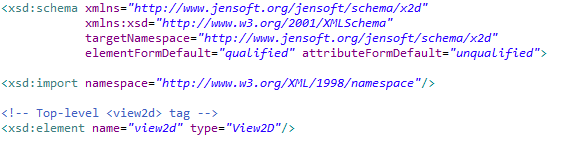 <xsd:schema xmlns="http://www.jensoft.org/jensoft/schema/x2d"
xmlns:xsd="http://www.w3.org/2001/XMLSchema"
targetNamespace="http://www.jensoft.org/jensoft/schema/x2d"
elementFormDefault="qualified" attributeFormDefault="unqualified">
<xsd:import namespace="http://www.w3.org/XML/1998/namespace"/>
<!-- Top-level <view2d> tag -->
<xsd:element name="view2d" type="View2D"/>